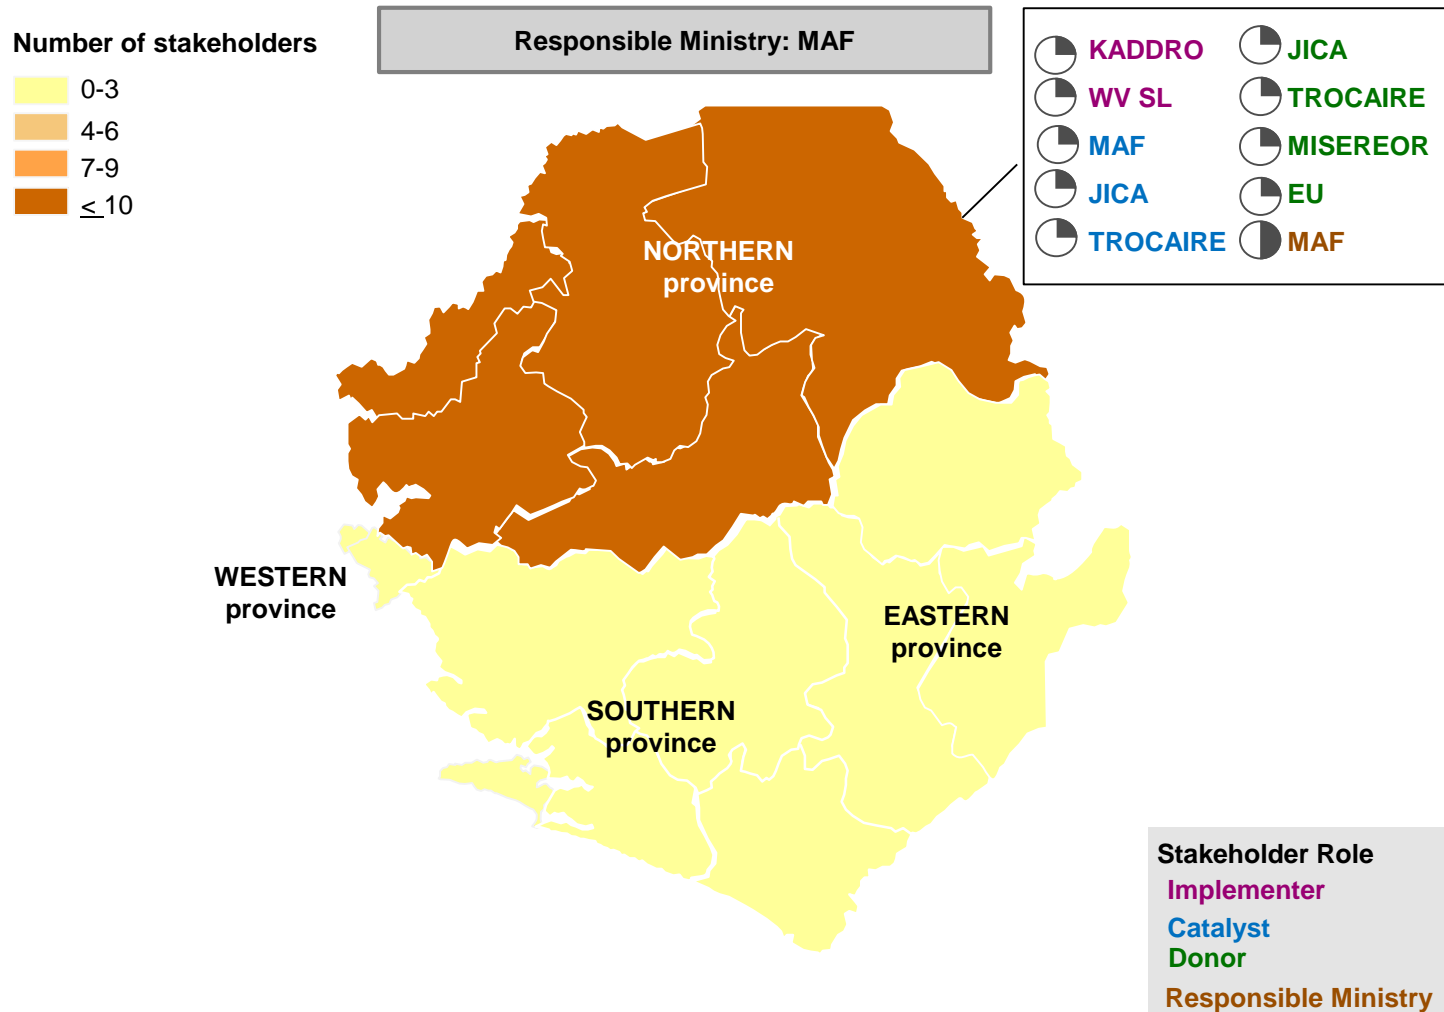 Number of stakeholders
0-3
4-6
7-9
< 10
Responsible Ministry: MAF
KADDRO
WV SL
MAF
JICA
TROCAIRE
JICA
TROCAIRE
MISEREOR
EU
MAF
NORTHERN
province
WESTERN
province
EASTERN
province
SOUTHERN
province
Stakeholder Role
Implementer
Catalyst
Donor
Responsible Ministry